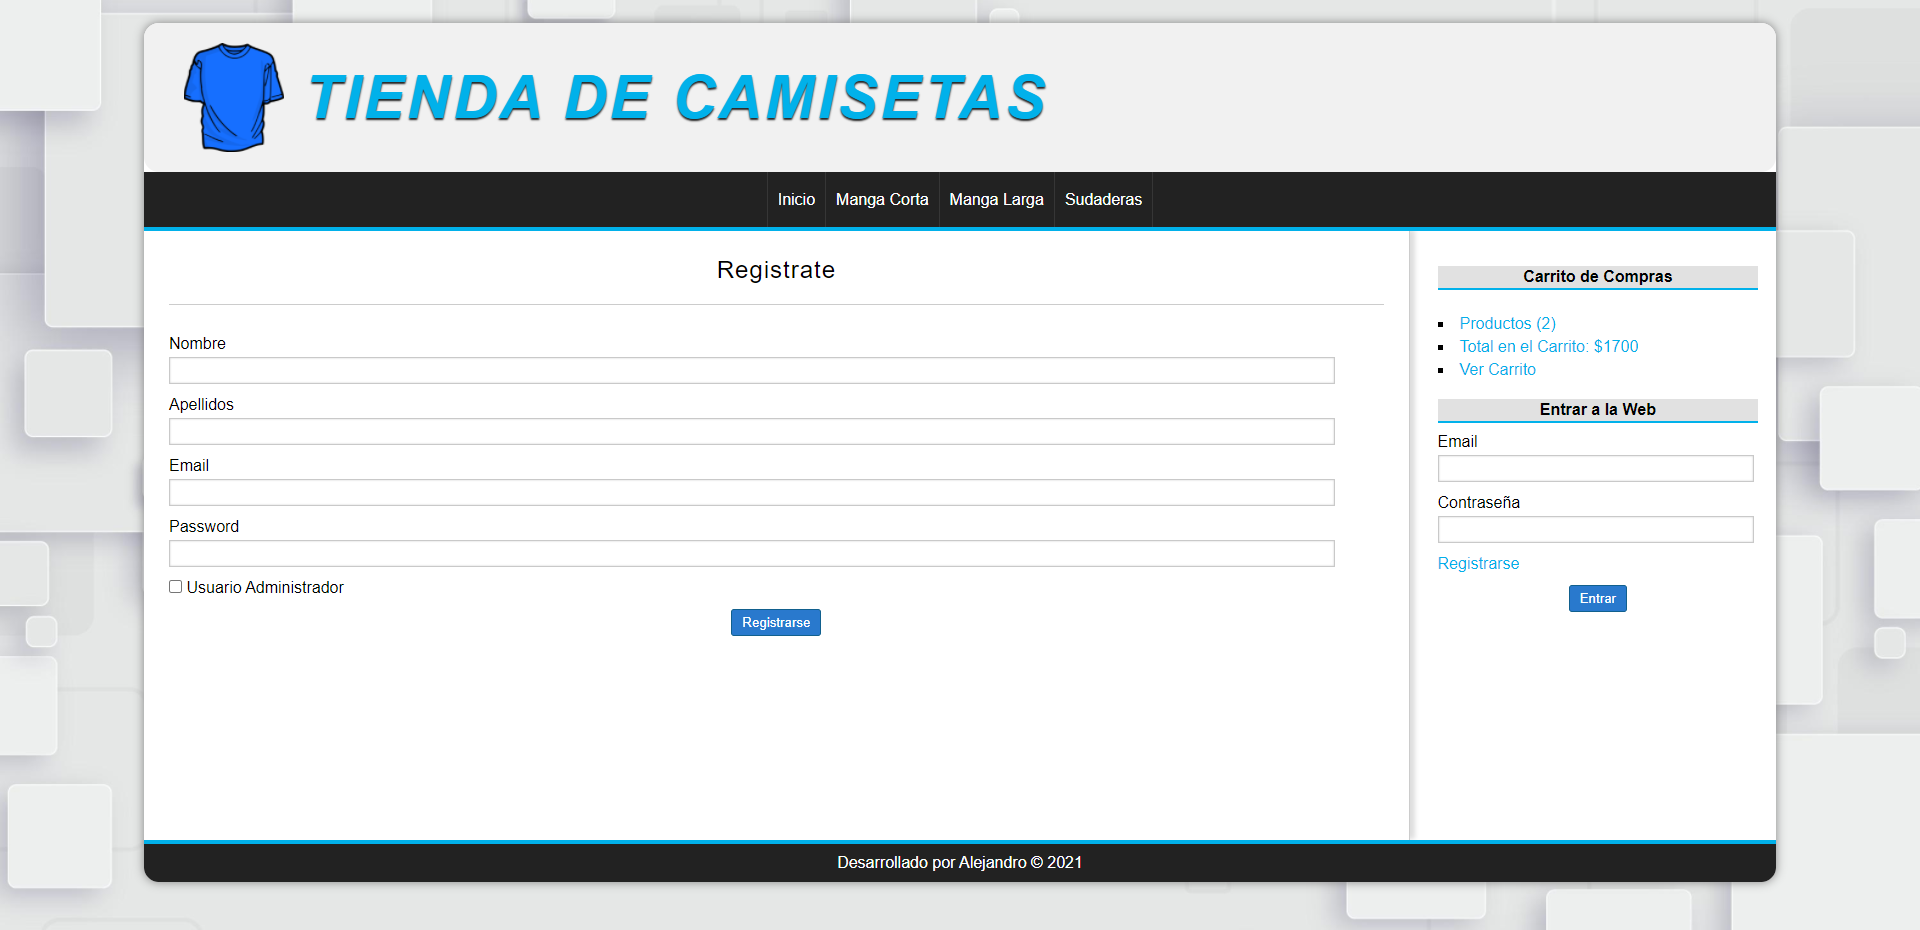 TIENDA DE CAMISETAS
Inicio Manga Corta Manga Larga Sudaderas
Registrate
Nombre
Apellidos
Email
Password
Usuario Administrador
Registrarse
Carrito de Compras
Productos (2)
Total en el Carrito: $1700
Ver Carrito
Entrar a la Web
Email
Contraseña
Registrarse
Entrar
Desarrollado por Alejandro © 2021